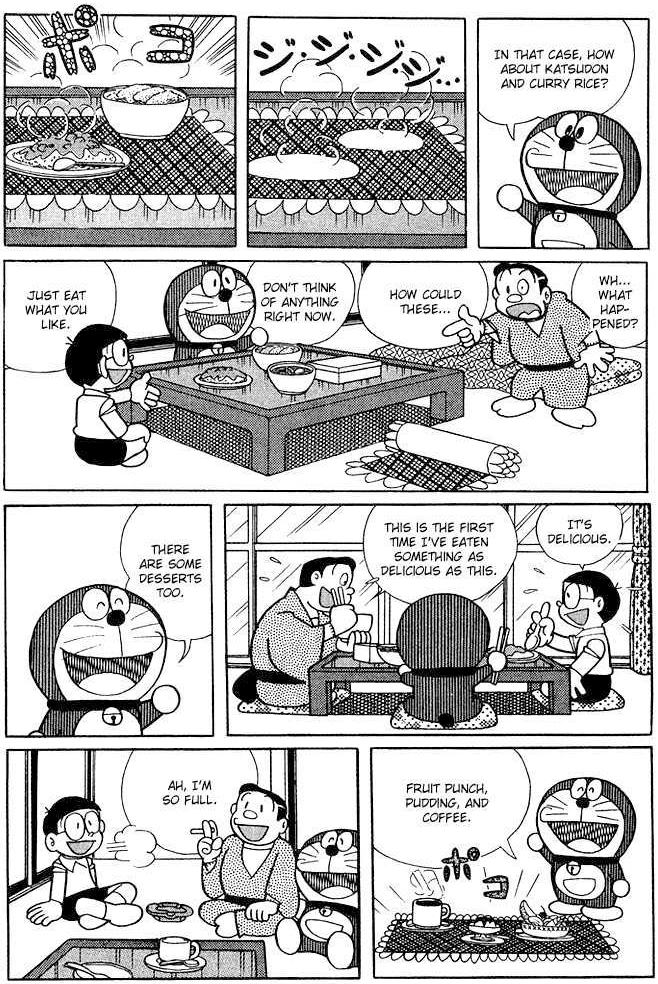 IN THAT CASE, HOW
ABOUT KATSUDON
AND CURRY RICE?
ジ・ジ・ジ・ジ...
ポコ
WH...
WHAT
HAP-
PENED?
HOW COULD
THESE...
DON'T THINK
OF ANYTHING
RIGHT NOW.
JUST EAT
WHAT YOU
LIKE.
IT'S
DELICIOUS.
THIS IS THE FIRST
TIME I'VE EATEN
SOMETHING AS
DELICIOUS AS THIS.
THERE
ARE SOME
DESSERTS
TOO.
FRUIT PUNCH,
PUDDING, AND
COFFEE.
ポコ
AH, I'M
SO FULL.